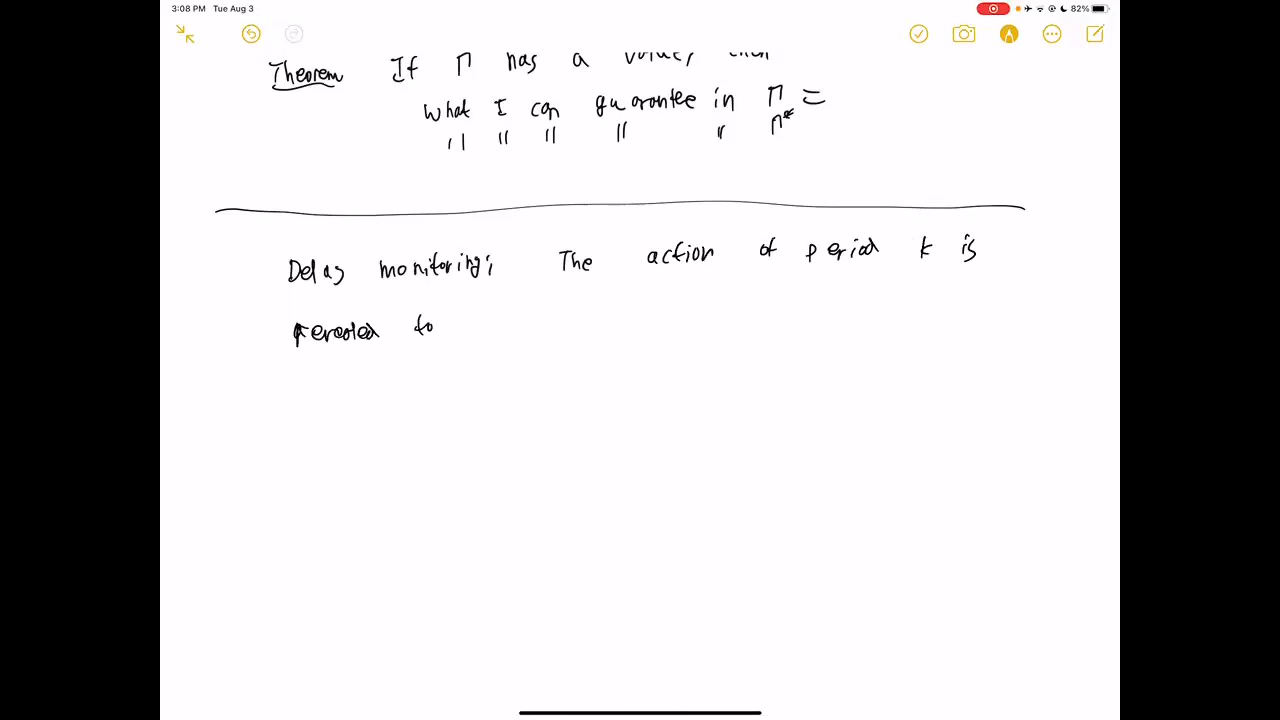 3:08 PM Tue Aug 3
82%
Theorem If Γ has a value, then
what I can guarantee in Γ =
" " " " " Γ*
Delay monitoring: The action of period k is
revealed to